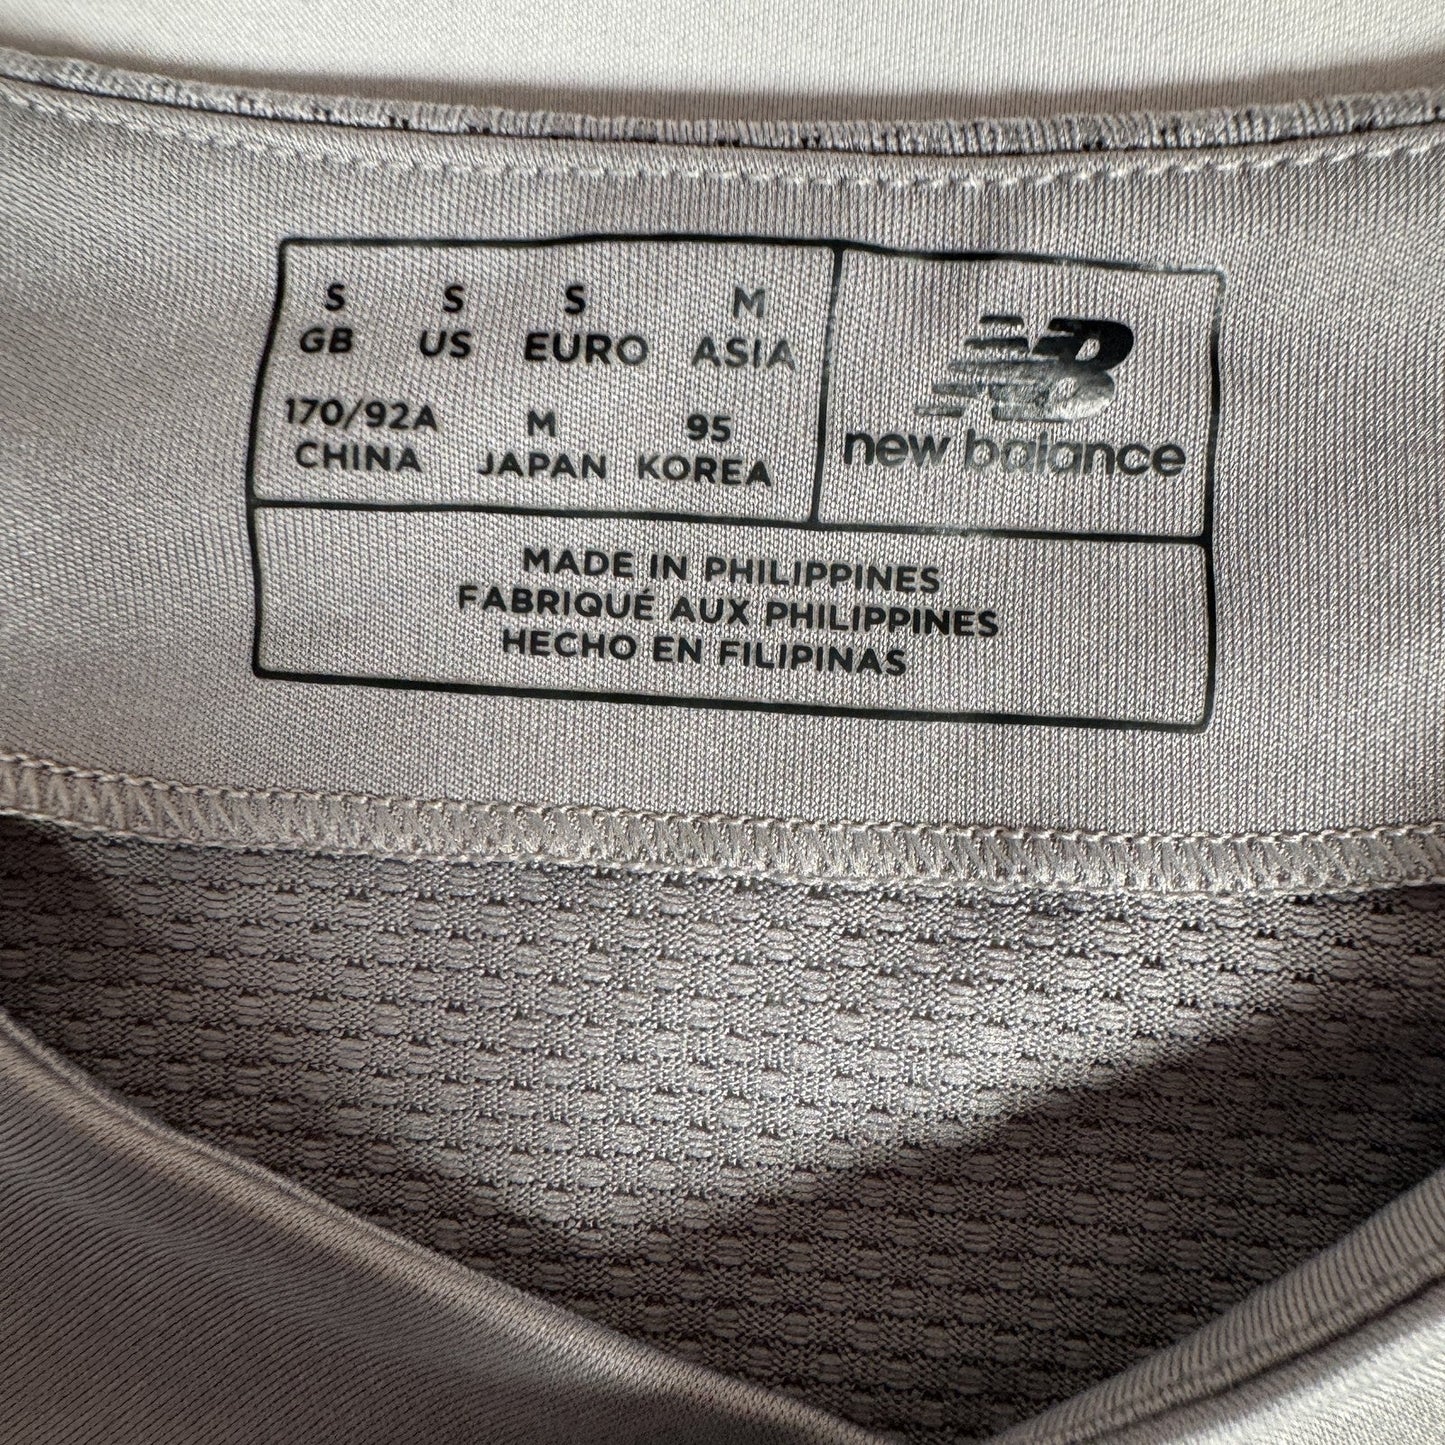 S S S M
GB US EURO ASIA
170/92A M 95
CHINA JAPAN KOREA
NB
new balance
MADE IN PHILIPPINES
FABRIQUÉ AUX PHILIPPINES
HECHO EN FILIPINAS